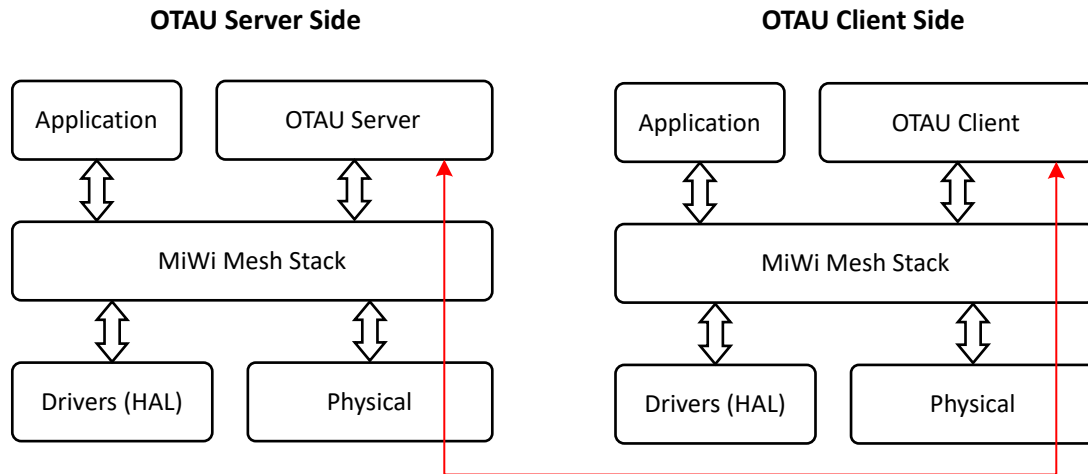 OTAU Server Side
OTAU Client Side
Application
OTAU Server
Application
OTAU Client
MiWi Mesh Stack
MiWi Mesh Stack
Drivers (HAL)
Physical
Drivers (HAL)
Physical